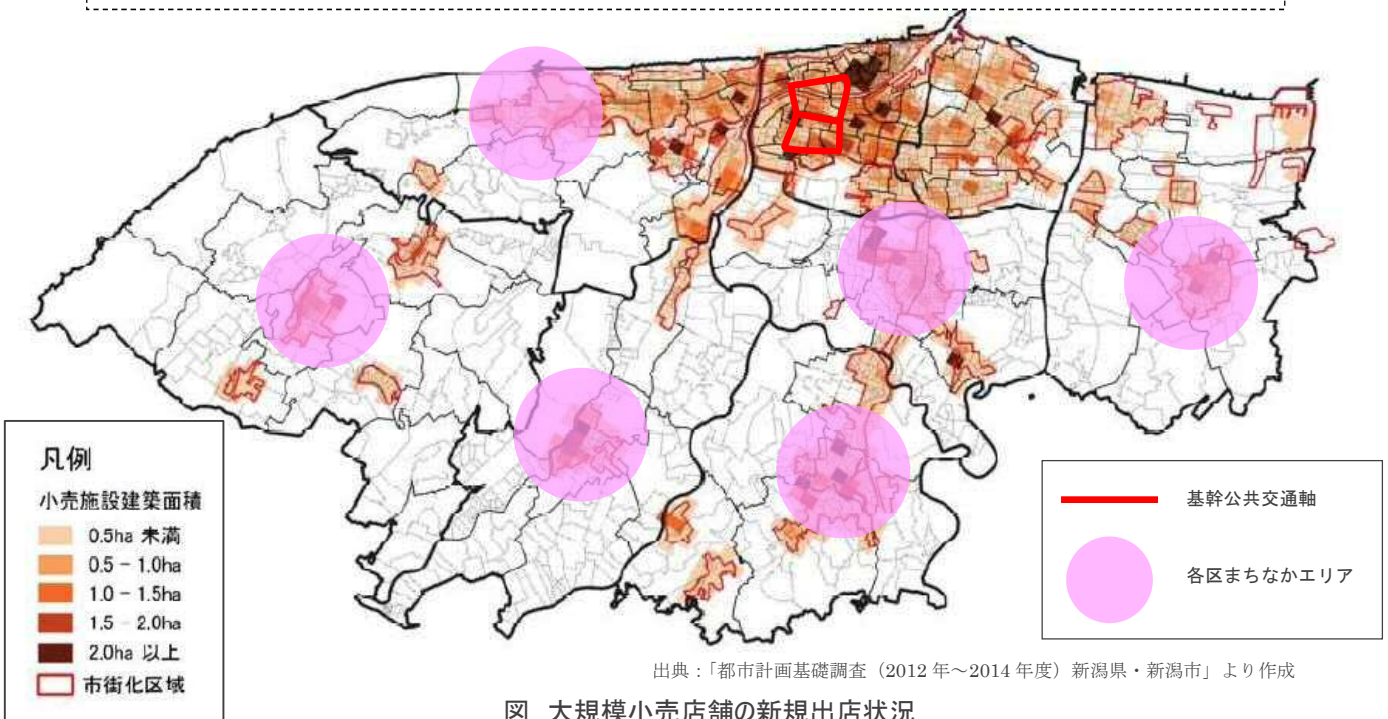 凡例
小売施設建築面積
0.5ha 未満
0.5 - 1.0ha
1.0 - 1.5ha
1.5 - 2.0ha
2.0ha 以上
市街化区域
基幹公共交通軸
各区まちなかエリア
出典：「都市計画基礎調査（2012 年～2014 年度）新潟県・新潟市」より作成
図 大規模小売店舗の新規出店状況